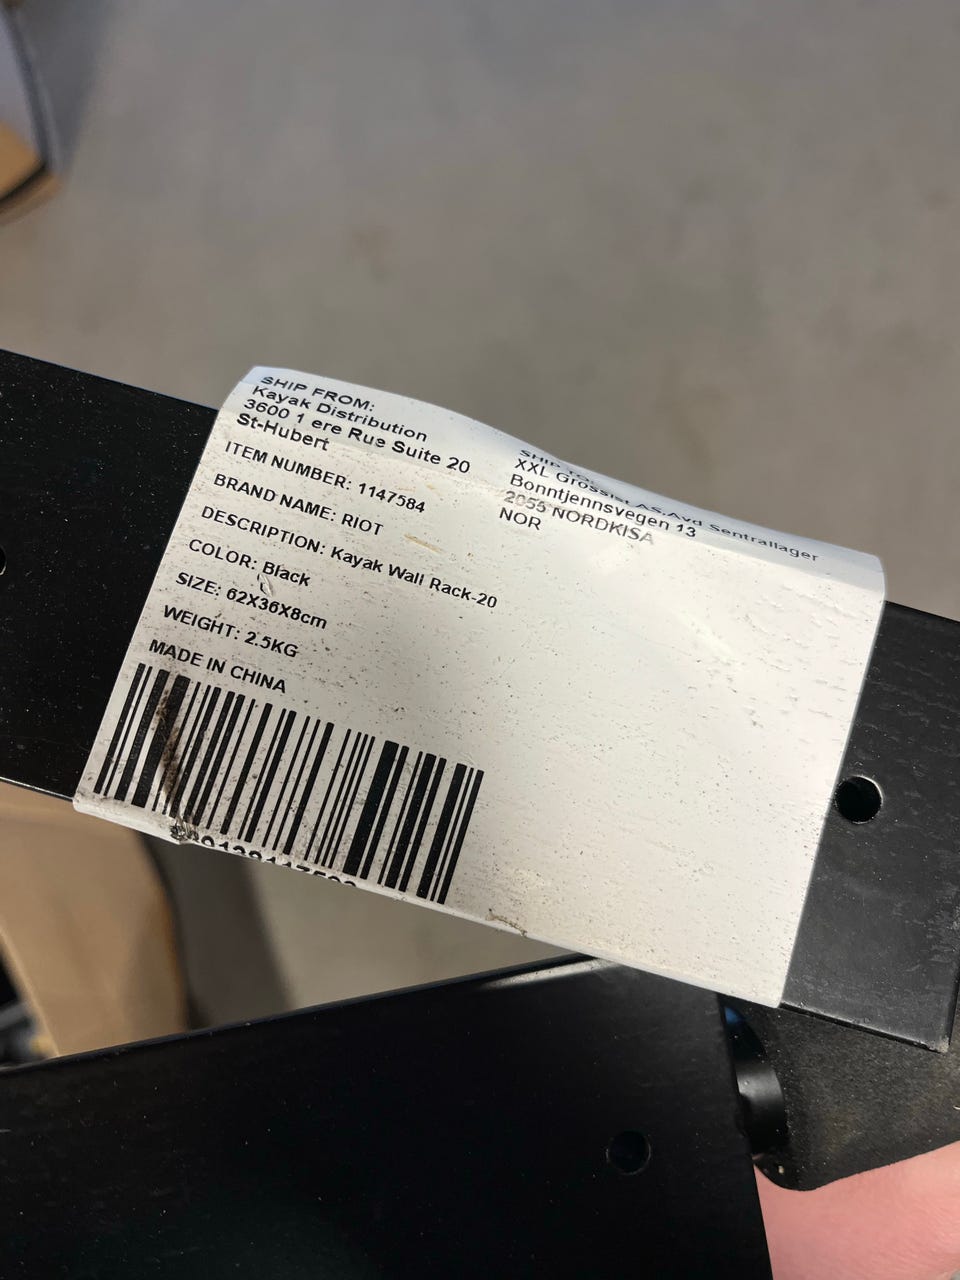 SHIP FROM:
Kayak Distribution
3600 1 ere Rue Suite 20
St-Hubert
SHIP TO:
XXL Grossist AS Avd Sentrallager
Bonntjennsvegen 13
2055 NORDKISA
NOR
ITEM NUMBER: 1147584
BRAND NAME: RIOT
DESCRIPTION: Kayak Wall Rack-20
COLOR: Black
SIZE: 62X36X8cm
WEIGHT: 2.5KG
MADE IN CHINA